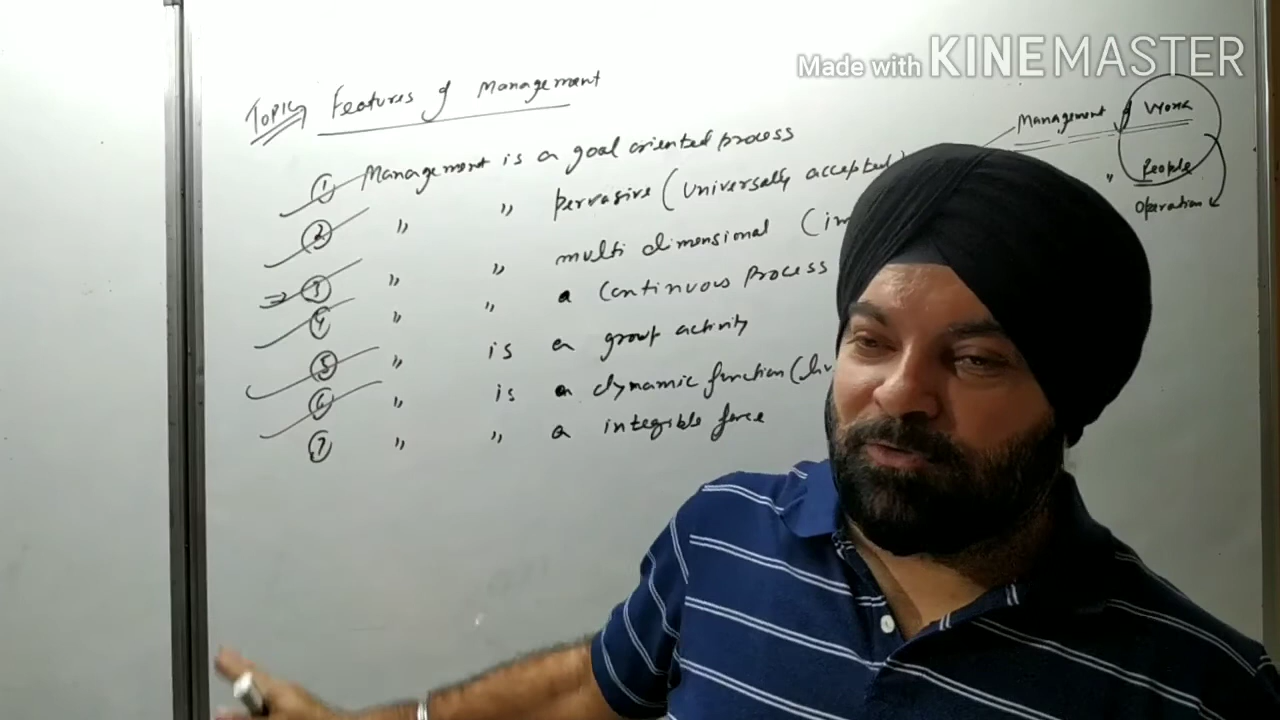 Made with KINEMASTER
TOPIC Features of Management
① Management is a goal oriented process
② " " pervasive (Universally accepted)
③ " " multi dimensional (im
④ " " a continuous process
⑤ " is a group activity
⑥ " is a dynamic function (
⑦ " " a integible force
Management of Work
" People
Operation